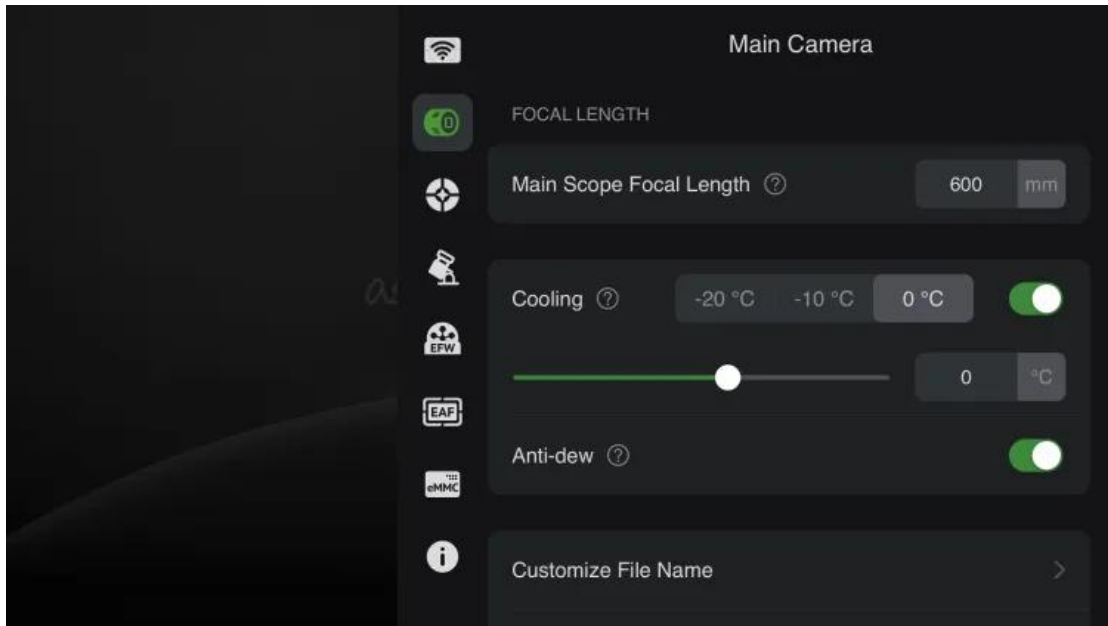 Main Camera
FOCAL LENGTH
Main Scope Focal Length ? 600 mm
Cooling ? -20 °C -10 °C 0 °C
EFW
0 °C
EAF
Anti-dew ?
eMMC
i
Customize File Name >